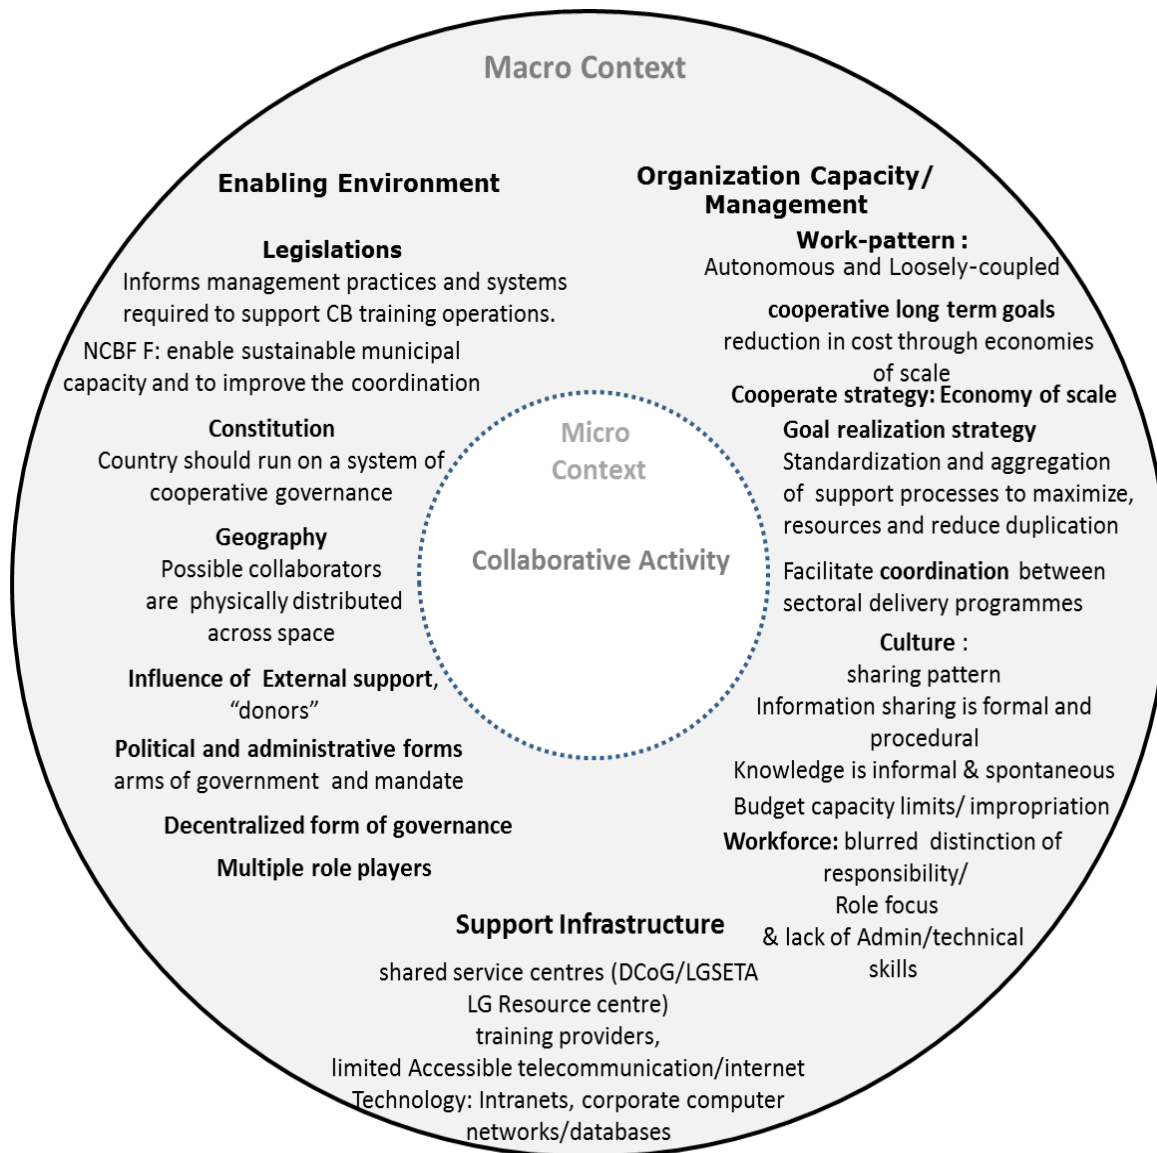 Macro Context
Enabling Environment
Legislations
Informs management practices and systems
required to support CB training operations.
NCBF F: enable sustainable municipal
capacity and to improve the coordination
Constitution
Country should run on a system of
cooperative governance
Geography
Possible collaborators
are physically distributed
across space
Influence of External support,
“donors”
Political and administrative forms
arms of government and mandate
Decentralized form of governance
Multiple role players
Micro
Context
Collaborative Activity
Organization Capacity/
Management
Work-pattern :
Autonomous and Loosely-coupled
cooperative long term goals
reduction in cost through economies
of scale
Cooperate strategy: Economy of scale
Goal realization strategy
Standardization and aggregation
of support processes to maximize,
resources and reduce duplication
Facilitate coordination between
sectoral delivery programmes
Culture :
sharing pattern
Information sharing is formal and
procedural
Knowledge is informal & spontaneous
Budget capacity limits/ impropriation
Workforce: blurred distinction of
responsibility/
Role focus
& lack of Admin/technical
skills
Support Infrastructure
shared service centres (DCoG/LGSETA
LG Resource centre)
training providers,
limited Accessible telecommunication/internet
Technology: Intranets, corporate computer
networks/databases